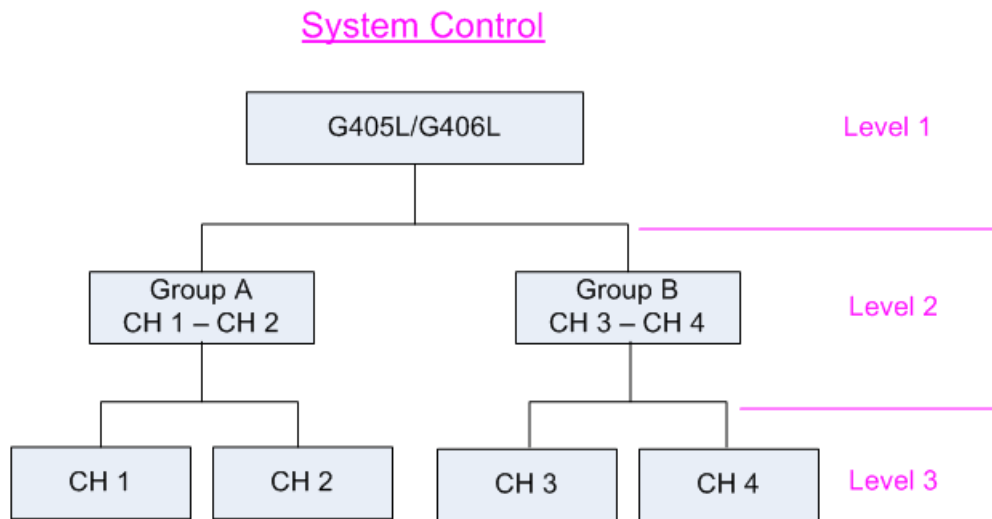 System Control
G405L/G406L
Level 1
Group A
CH 1 – CH 2
Group B
CH 3 – CH 4
Level 2
CH 1
CH 2
CH 3
CH 4
Level 3